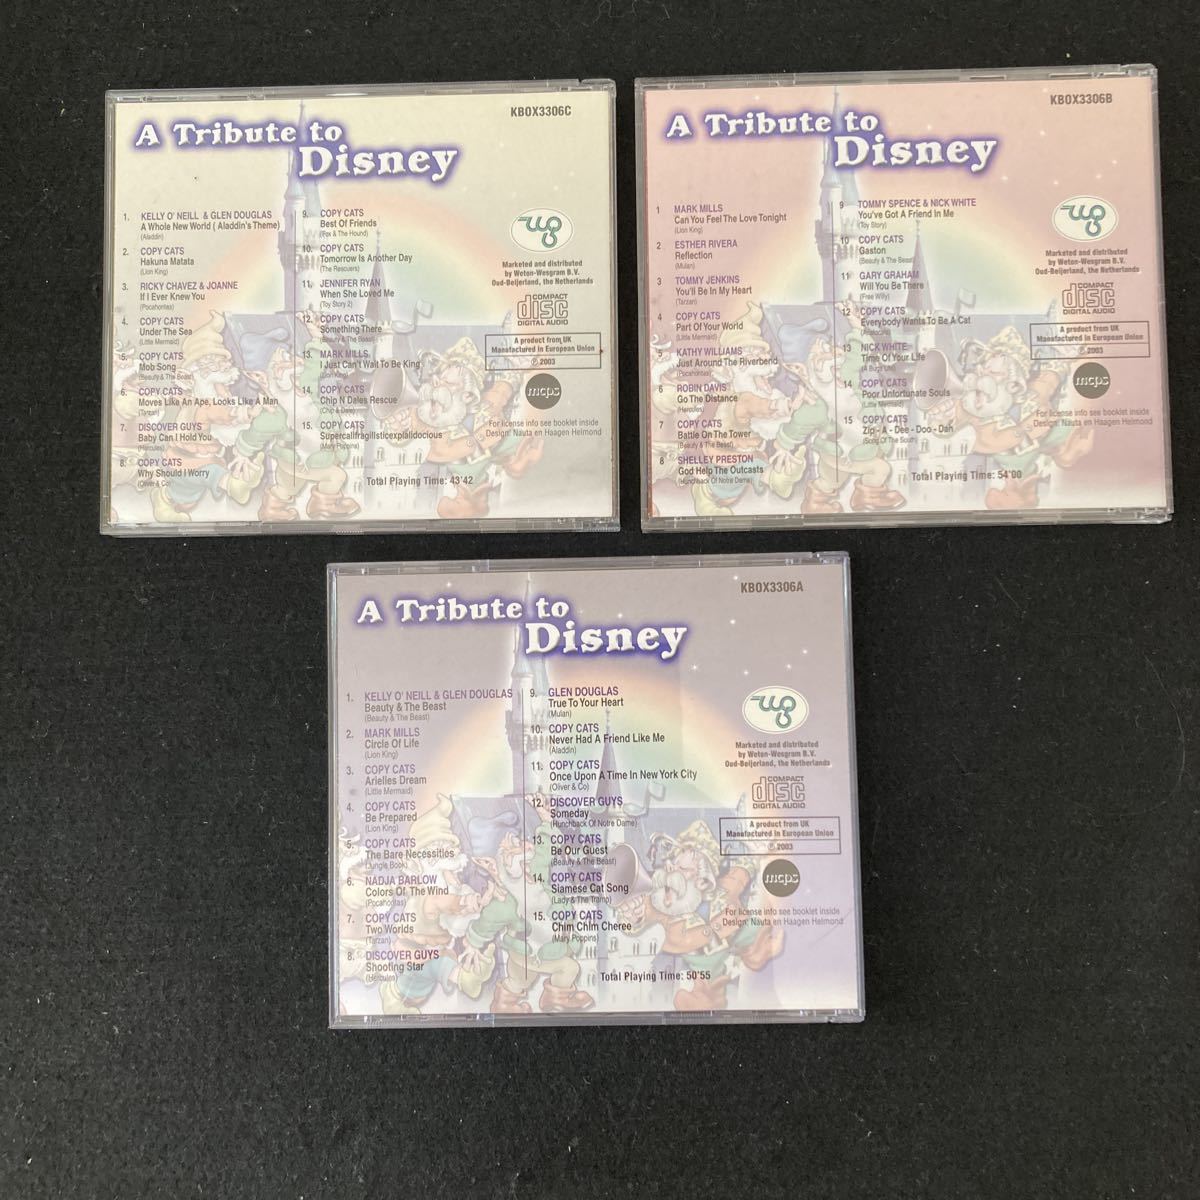 KBOX3306C
A Tribute to
Disney
1. KELLY O' NEILL & GLEN DOUGLAS
A Whole New World ( Aladdin's Theme)
(Aladdin)
2. COPY CATS
Hakuna Matata
(Lion King)
3. RICKY CHAVEZ & JOANNE
If I Ever Knew You
(Pocahontas)
4. COPY CATS
Under The Sea
(Little Mermaid)
5. COPY CATS
Mob Song
(Beauty & The Beast)
6. COPY CATS
Moves Like An Ape, Looks Like A Man
(Tarzan)
7. DISCOVER GUYS
Baby Can I Hold You
(Hercules)
8. COPY CATS
Why Should I Worry
(Oliver & Co)
9. COPY CATS
Best Of Friends
(Fox & The Hound)
10. COPY CATS
Tomorrow Is Another Day
(The Rescuers)
11. JENNIFER RYAN
When She Loved Me
(Toy Story 2)
12. COPY CATS
Something There
(Beauty & The Beast)
13. MARK MILLS
I Just Can't Wait To Be King
(Lion King)
14. COPY CATS
Chip N Dales Rescue
(Chip & Dale)
15. COPY CATS
Supercalifragilisticexplalidocious
(Mary Poppins)
Total Playing Time: 43'42
Marketed and distributed
by Weton-Wesgram B.V.
Oud-Beijerland, the Netherlands
COMPACT
disc
DIGITAL AUDIO
A product from UK
Manufactured in European Union
℗ 2003
mcps
For license info see booklet inside
Design: Nauta en Haagen Helmond
KBOX3306B
A Tribute to
Disney
1 MARK MILLS
Can You Feel The Love Tonight
(Lion King)
2 ESTHER RIVERA
Reflection
(Mulan)
3 TOMMY JENKINS
You'll Be In My Heart
(Tarzan)
4 COPY CATS
Part Of Your World
(Little Mermaid)
5 KATHY WILLIAMS
Just Around The Riverbend
(Pocahontas)
6 ROBIN DAVIS
Go The Distance
(Hercules)
7 COPY CATS
Battle On The Tower
(Beauty & The Beast)
8 SHELLEY PRESTON
God Help The Outcasts
(Hunchback Of Notre Dame)
9 TOMMY SPENCE & NICK WHITE
You've Got A Friend In Me
(Toy Story)
10 COPY CATS
Gaston
(Beauty & The Beast)
11 GARY GRAHAM
Will You Be There
(Free Willy)
12 COPY CATS
Everybody Wants To Be A Cat
(Aristocats)
13 NICK WHITE
Time Of Your Life
(A Bug's Life)
14 COPY CATS
Poor Unfortunate Souls
(Little Mermaid)
15 COPY CATS
Zip - A - Dee - Doo - Dah
(Song Of The South)
Total Playing Time: 54'00
Marketed and distributed
by Weton-Wesgram B.V.
Oud-Beijerland, the Netherlands
COMPACT
disc
DIGITAL AUDIO
A product from UK
Manufactured in European Union
℗ 2003
mcps
For license info see booklet inside
Design: Nauta en Haagen Helmond
KBOX3306A
A Tribute to
Disney
1. KELLY O' NEILL & GLEN DOUGLAS
Beauty & The Beast
(Beauty & The Beast)
2. MARK MILLS
Circle Of Life
(Lion King)
3. COPY CATS
Arielles Dream
(Little Mermaid)
4. COPY CATS
Be Prepared
(Lion King)
5. COPY CATS
The Bare Necessities
(Jungle Book)
6. NADJA BARLOW
Colors Of The Wind
(Pocahontas)
7. COPY CATS
Two Worlds
(Tarzan)
8. DISCOVER GUYS
Shooting Star
(Hercules)
9. GLEN DOUGLAS
True To Your Heart
(Mulan)
10. COPY CATS
Never Had A Friend Like Me
(Aladdin)
11. COPY CATS
Once Upon A Time In New York City
(Oliver & Co)
12. DISCOVER GUYS
Someday
(Hunchback Of Notre Dame)
13. COPY CATS
Be Our Guest
(Beauty & The Beast)
14. COPY CATS
Siamese Cat Song
(Lady & The Tramp)
15. COPY CATS
Chim Chim Cheree
(Mary Poppins)
Total Playing Time: 50'55
Marketed and distributed
by Weton-Wesgram B.V.
Oud-Beijerland, the Netherlands
COMPACT
disc
DIGITAL AUDIO
A product from UK
Manufactured in European Union
℗ 2003
mcps
For license info see booklet inside
Design: Nauta en Haagen Helmond